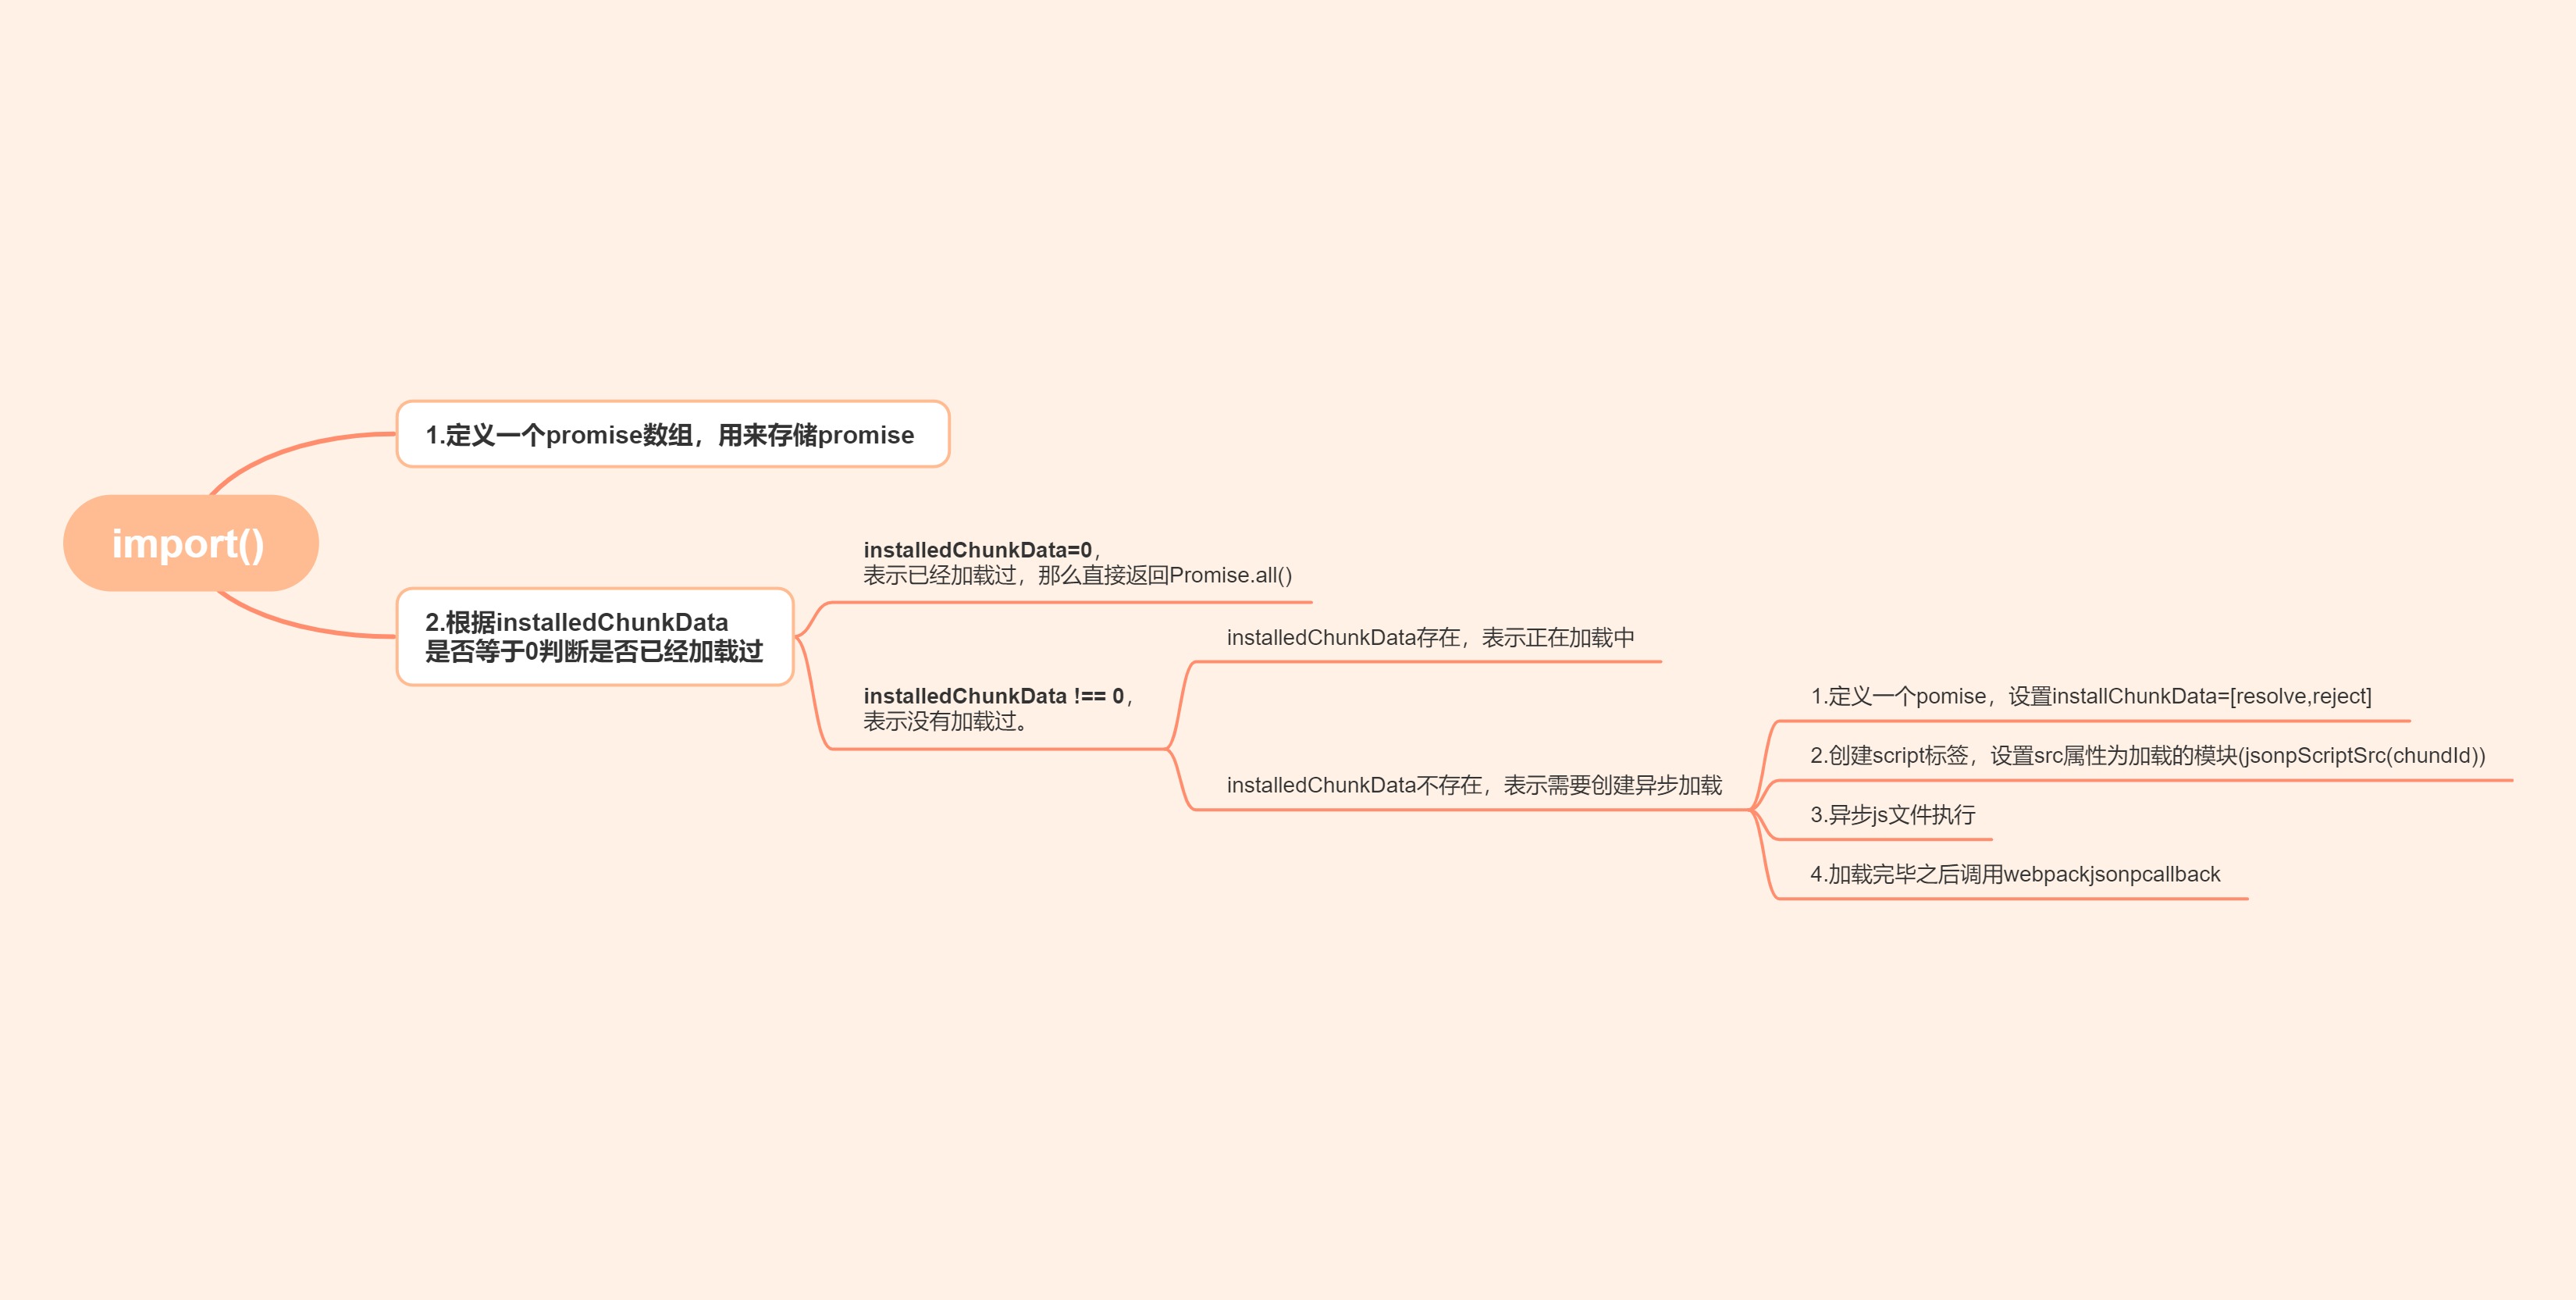 import()
1.定义一个promise数组，用来存储promise
2.根据installedChunkData
是否等于0判断是否已经加载过
installedChunkData=0，
表示已经加载过，那么直接返回Promise.all()
installedChunkData !== 0，
表示没有加载过。
installedChunkData存在，表示正在加载中
installedChunkData不存在，表示需要创建异步加载
1.定义一个pomise，设置installChunkData=[resolve,reject]
2.创建script标签，设置src属性为加载的模块(jsonpScriptSrc(chundId))
3.异步js文件执行
4.加载完毕之后调用webpackjsonpcallback